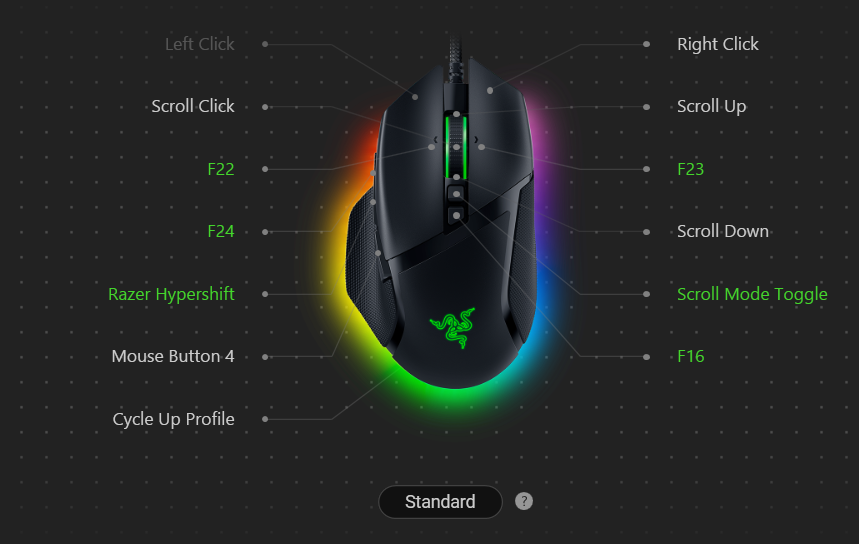 Left Click
Right Click
Scroll Click
Scroll Up
F22
F23
F24
Scroll Down
Razer Hypershift
Scroll Mode Toggle
Mouse Button 4
F16
Cycle Up Profile
Standard
?